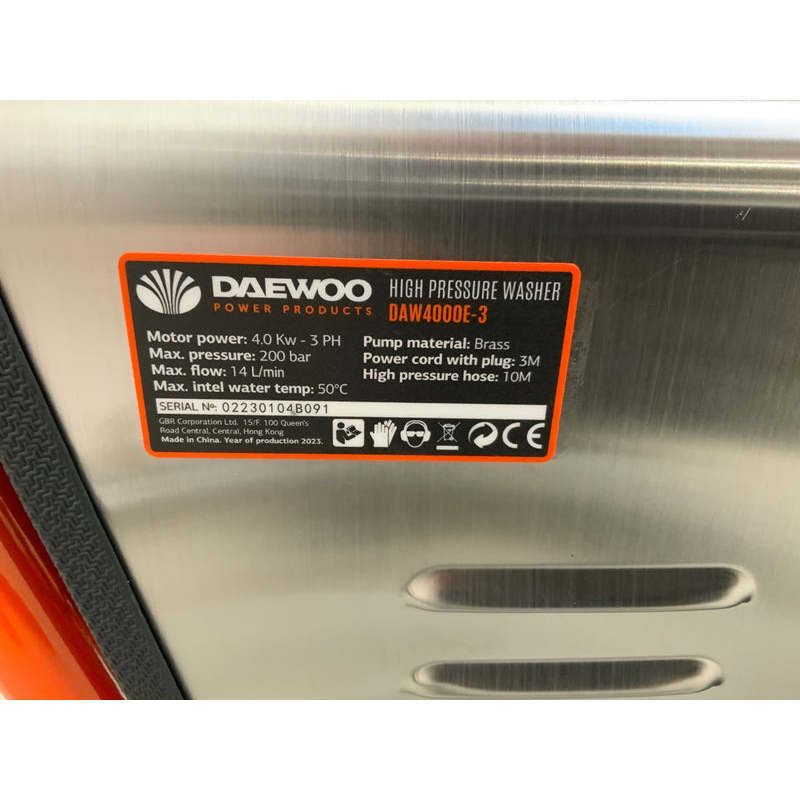 DAEWOO
POWER PRODUCTS
HIGH PRESSURE WASHER
DAW4000E-3
Motor power: 4.0 Kw - 3 PH
Max. pressure: 200 bar
Max. flow: 14 L/min
Max. intel water temp: 50°C
Pump material: Brass
Power cord with plug: 3M
High pressure hose: 10M
SERIAL №: 02230104B091
GBR Corporation Ltd. 15/F. 100 Queen's
Road Central, Central, Hong Kong
Made in China. Year of production 2023.
CE